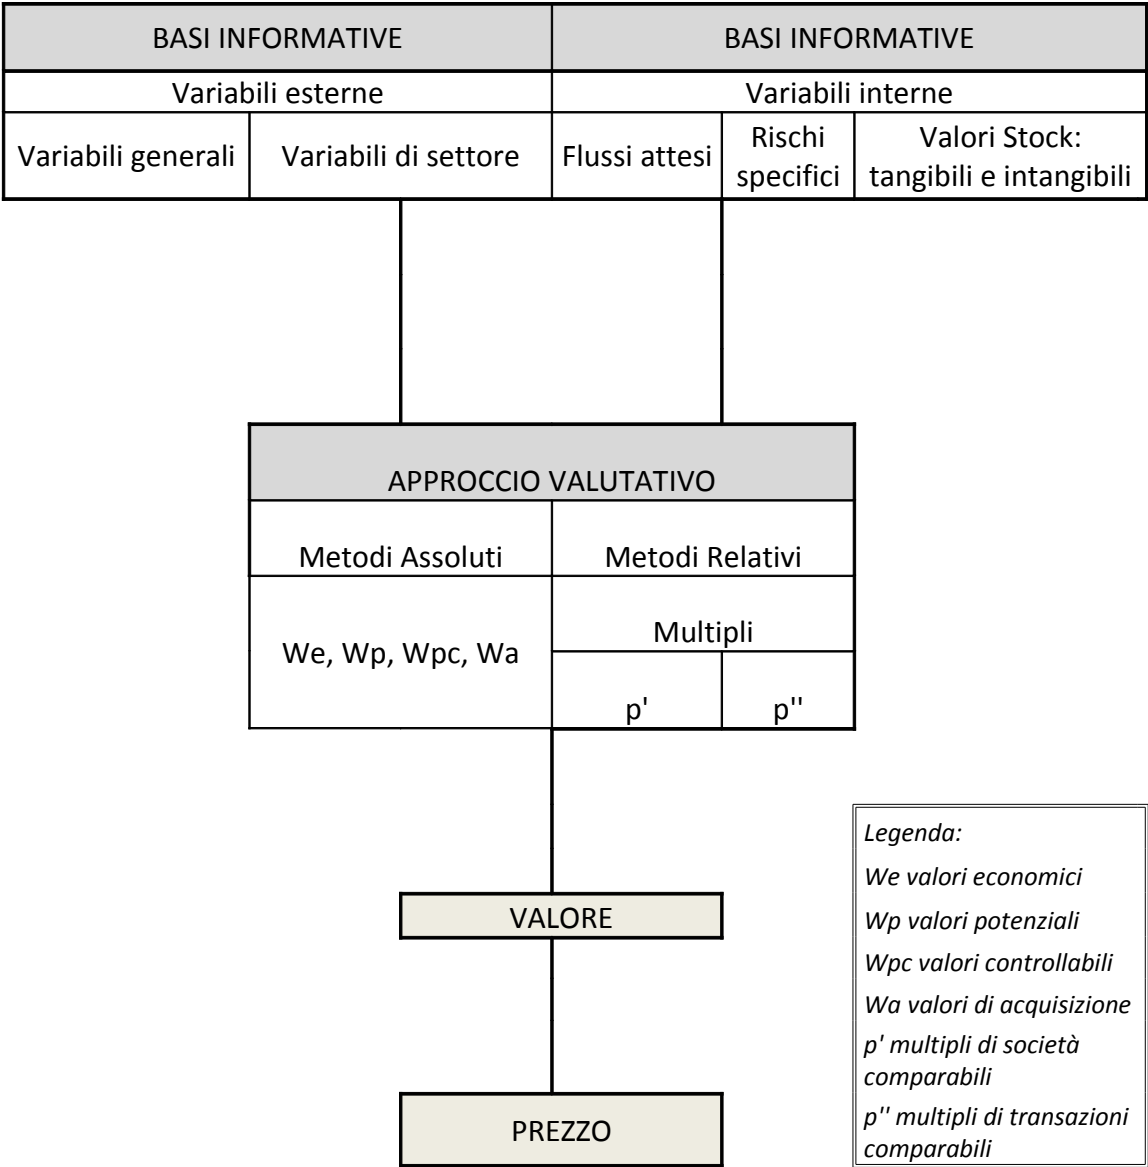 BASI INFORMATIVE
BASI INFORMATIVE
Variabili esterne
Variabili interne
Variabili generali
Variabili di settore
Flussi attesi
Rischi
specifici
Valori Stock:
tangibili e intangibili
APPROCCIO VALUTATIVO
Metodi Assoluti
Metodi Relativi
We, Wp, Wpc, Wa
Multipli
p'
p''
VALORE
PREZZO
Legenda:
We valori economici
Wp valori potenziali
Wpc valori controllabili
Wa valori di acquisizione
p' multipli di società
comparabili
p'' multipli di transazioni
comparabili